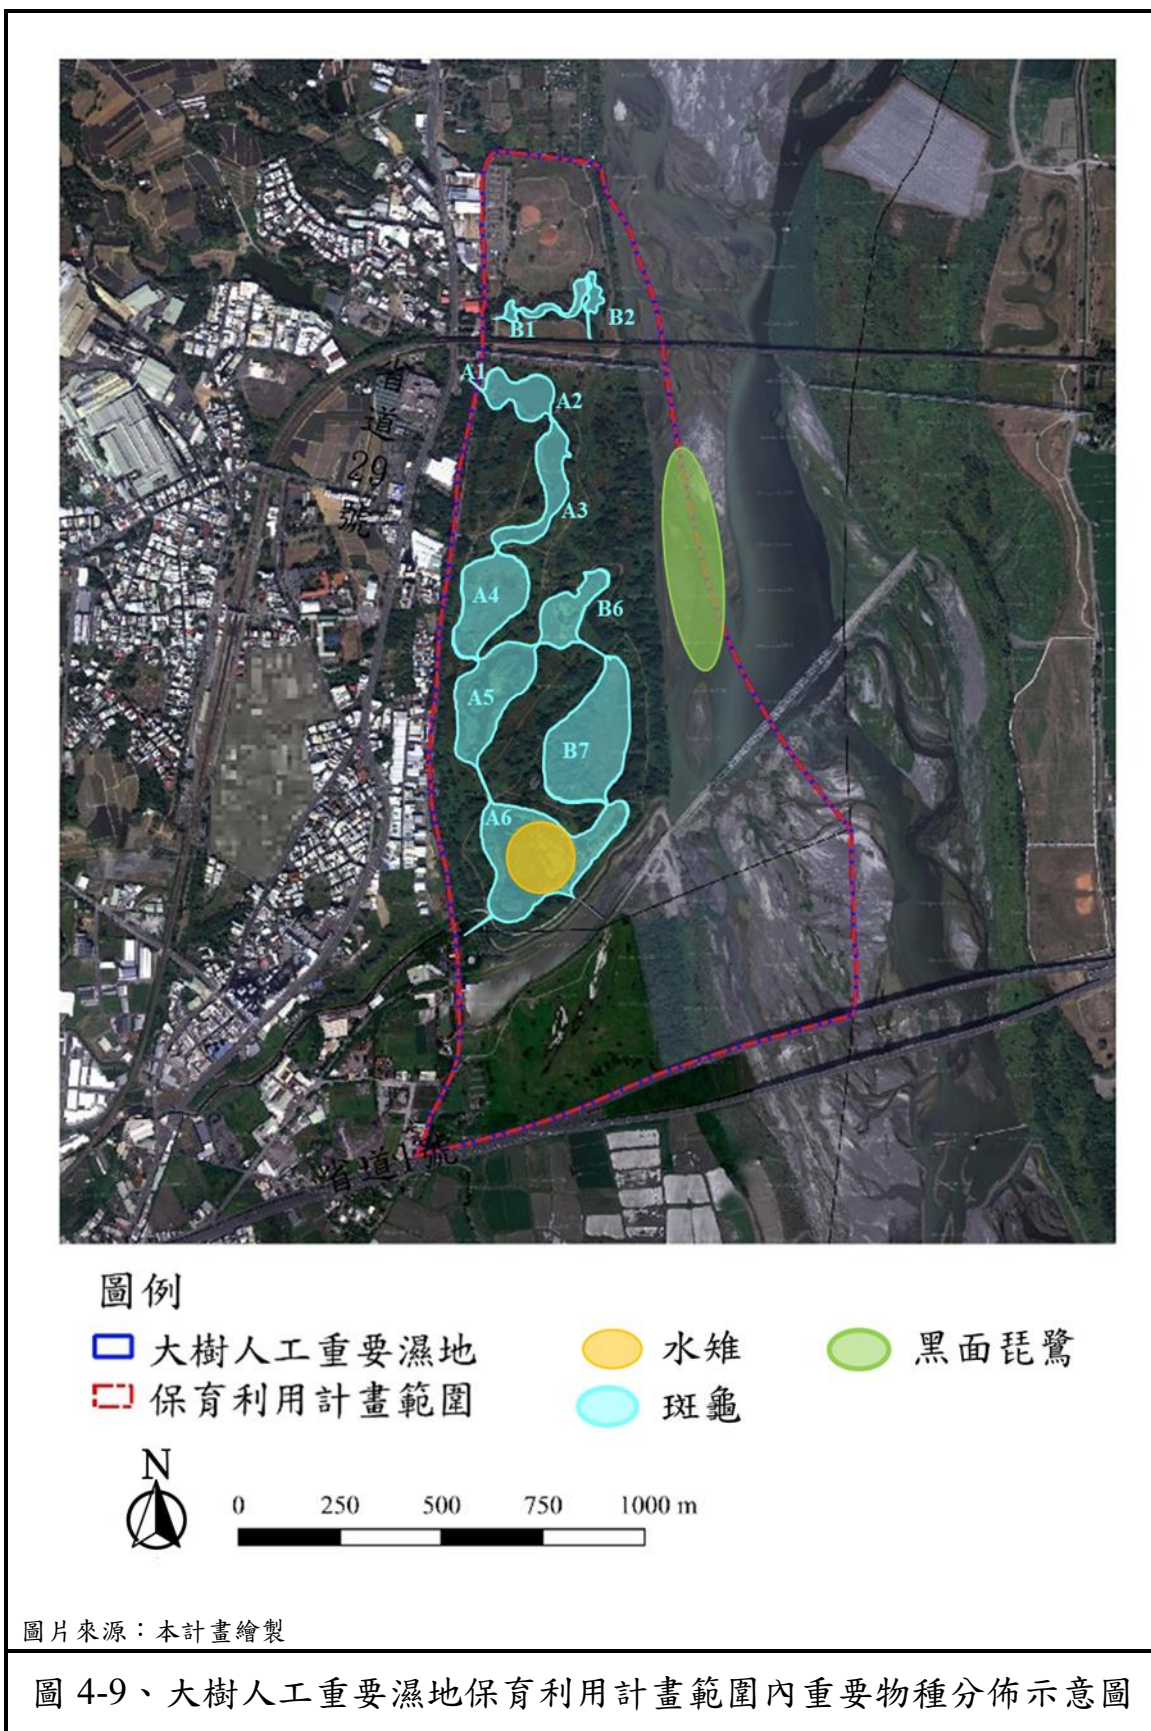 B1
B2
A1
A2
省
道
29
號
A3
A4
B6
A5
B7
A6
省道1號
圖例
大樹人工重要濕地
水雉
黑面琵鷺
保育利用計畫範圍
斑龜
N
0 250 500 750 1000 m
圖片來源：本計畫繪製
圖 4-9、大樹人工重要濕地保育利用計畫範圍內重要物種分佈示意圖